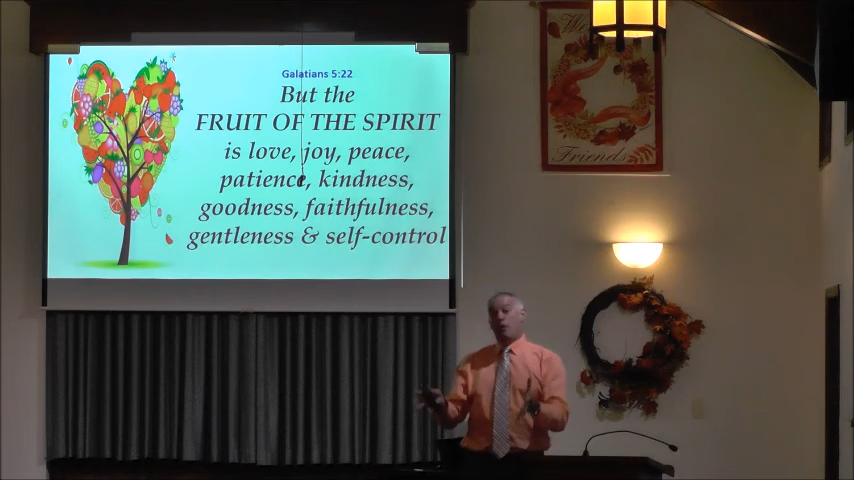 Galatians 5:22
But the
FRUIT OF THE SPIRIT
is love, joy, peace,
patience, kindness,
goodness, faithfulness,
gentleness & self-control
Friends